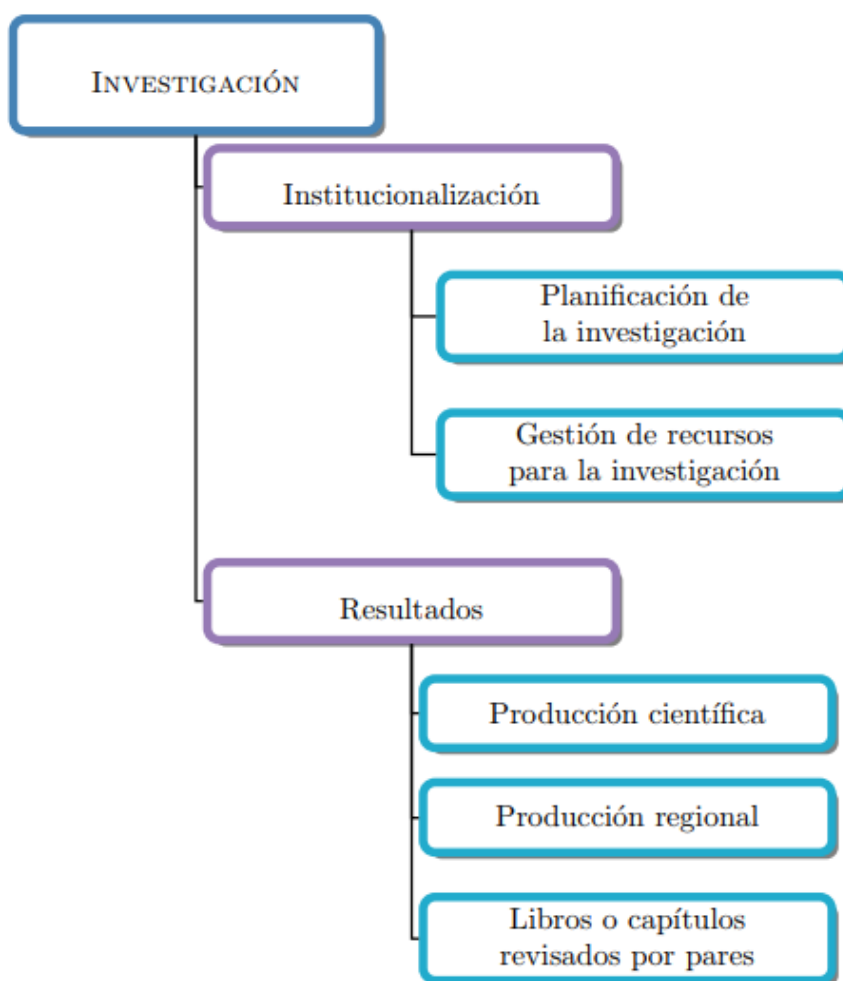 INVESTIGACIÓN
Institucionalización
Planificación de
la investigación
Gestión de recursos
para la investigación
Resultados
Producción científica
Producción regional
Libros o capítulos
revisados por pares